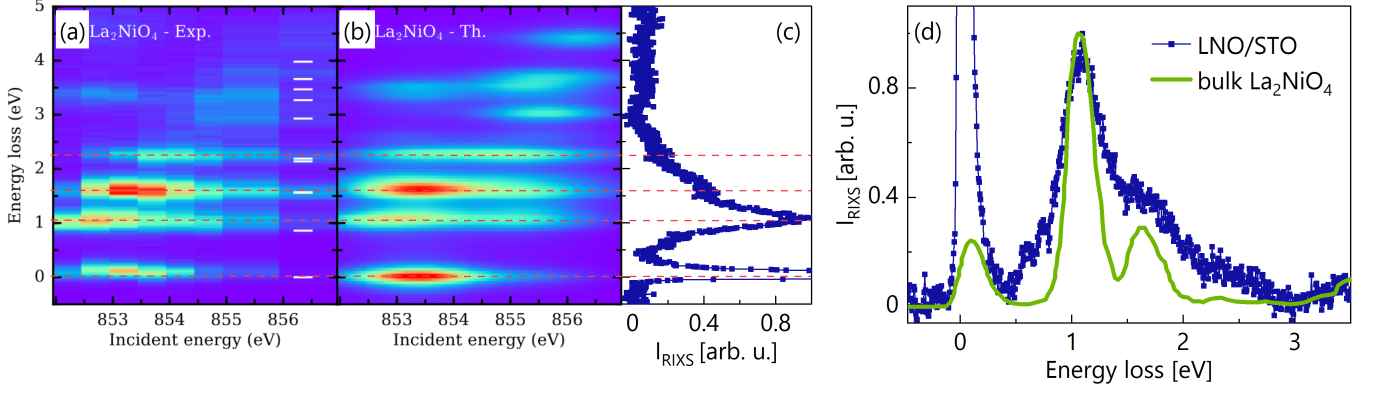 (a) La₂NiO₄ - Exp.
(b) La₂NiO₄ - Th.
(c)
(d)
LNO/STO
bulk La₂NiO₄
5
4
3
2
1
0
Energy loss (eV)
853 854 855 856
Incident energy (eV)
853 854 855 856
Incident energy (eV)
0 0.4 0.8
I_RIXS [arb. u.]
0.8
0.4
0
I_RIXS [arb. u.]
0 1 2 3
Energy loss [eV]